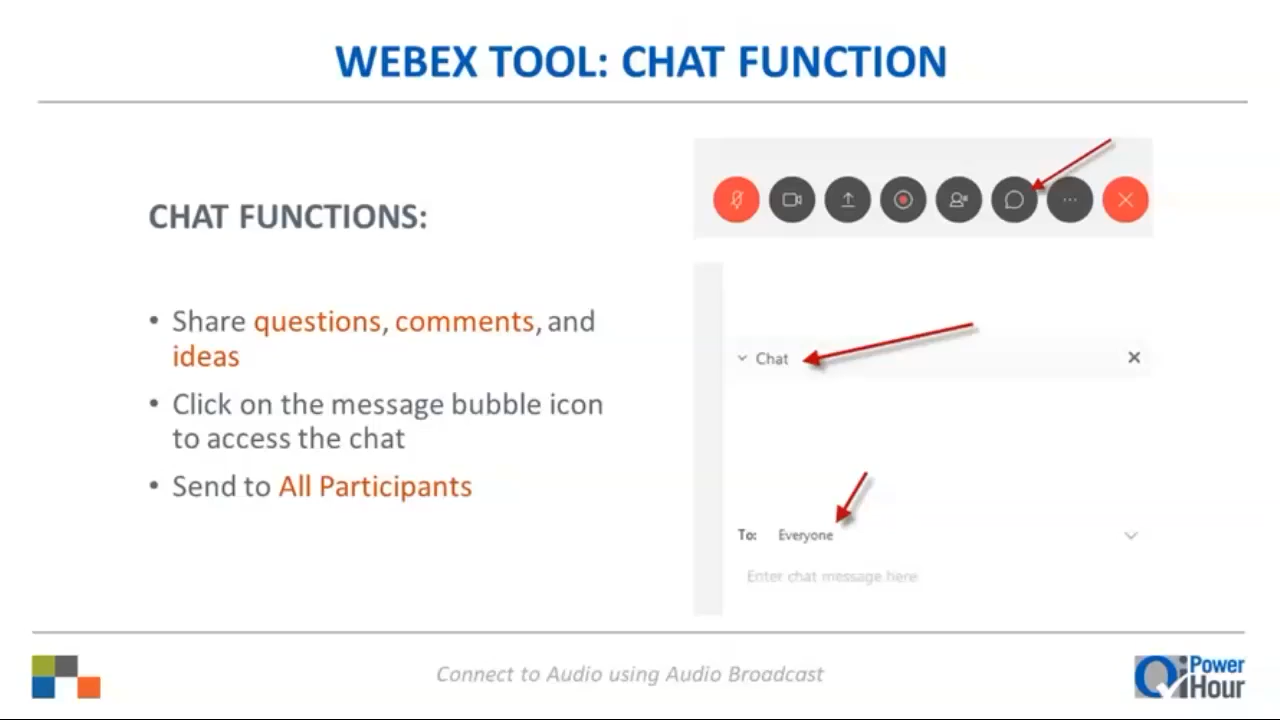 WEBEX TOOL: CHAT FUNCTION
CHAT FUNCTIONS:
• Share questions, comments, and
ideas
• Click on the message bubble icon
to access the chat
• Send to All Participants
Chat
To: Everyone
Enter chat message here
Connect to Audio using Audio Broadcast
Qi Power
Hour